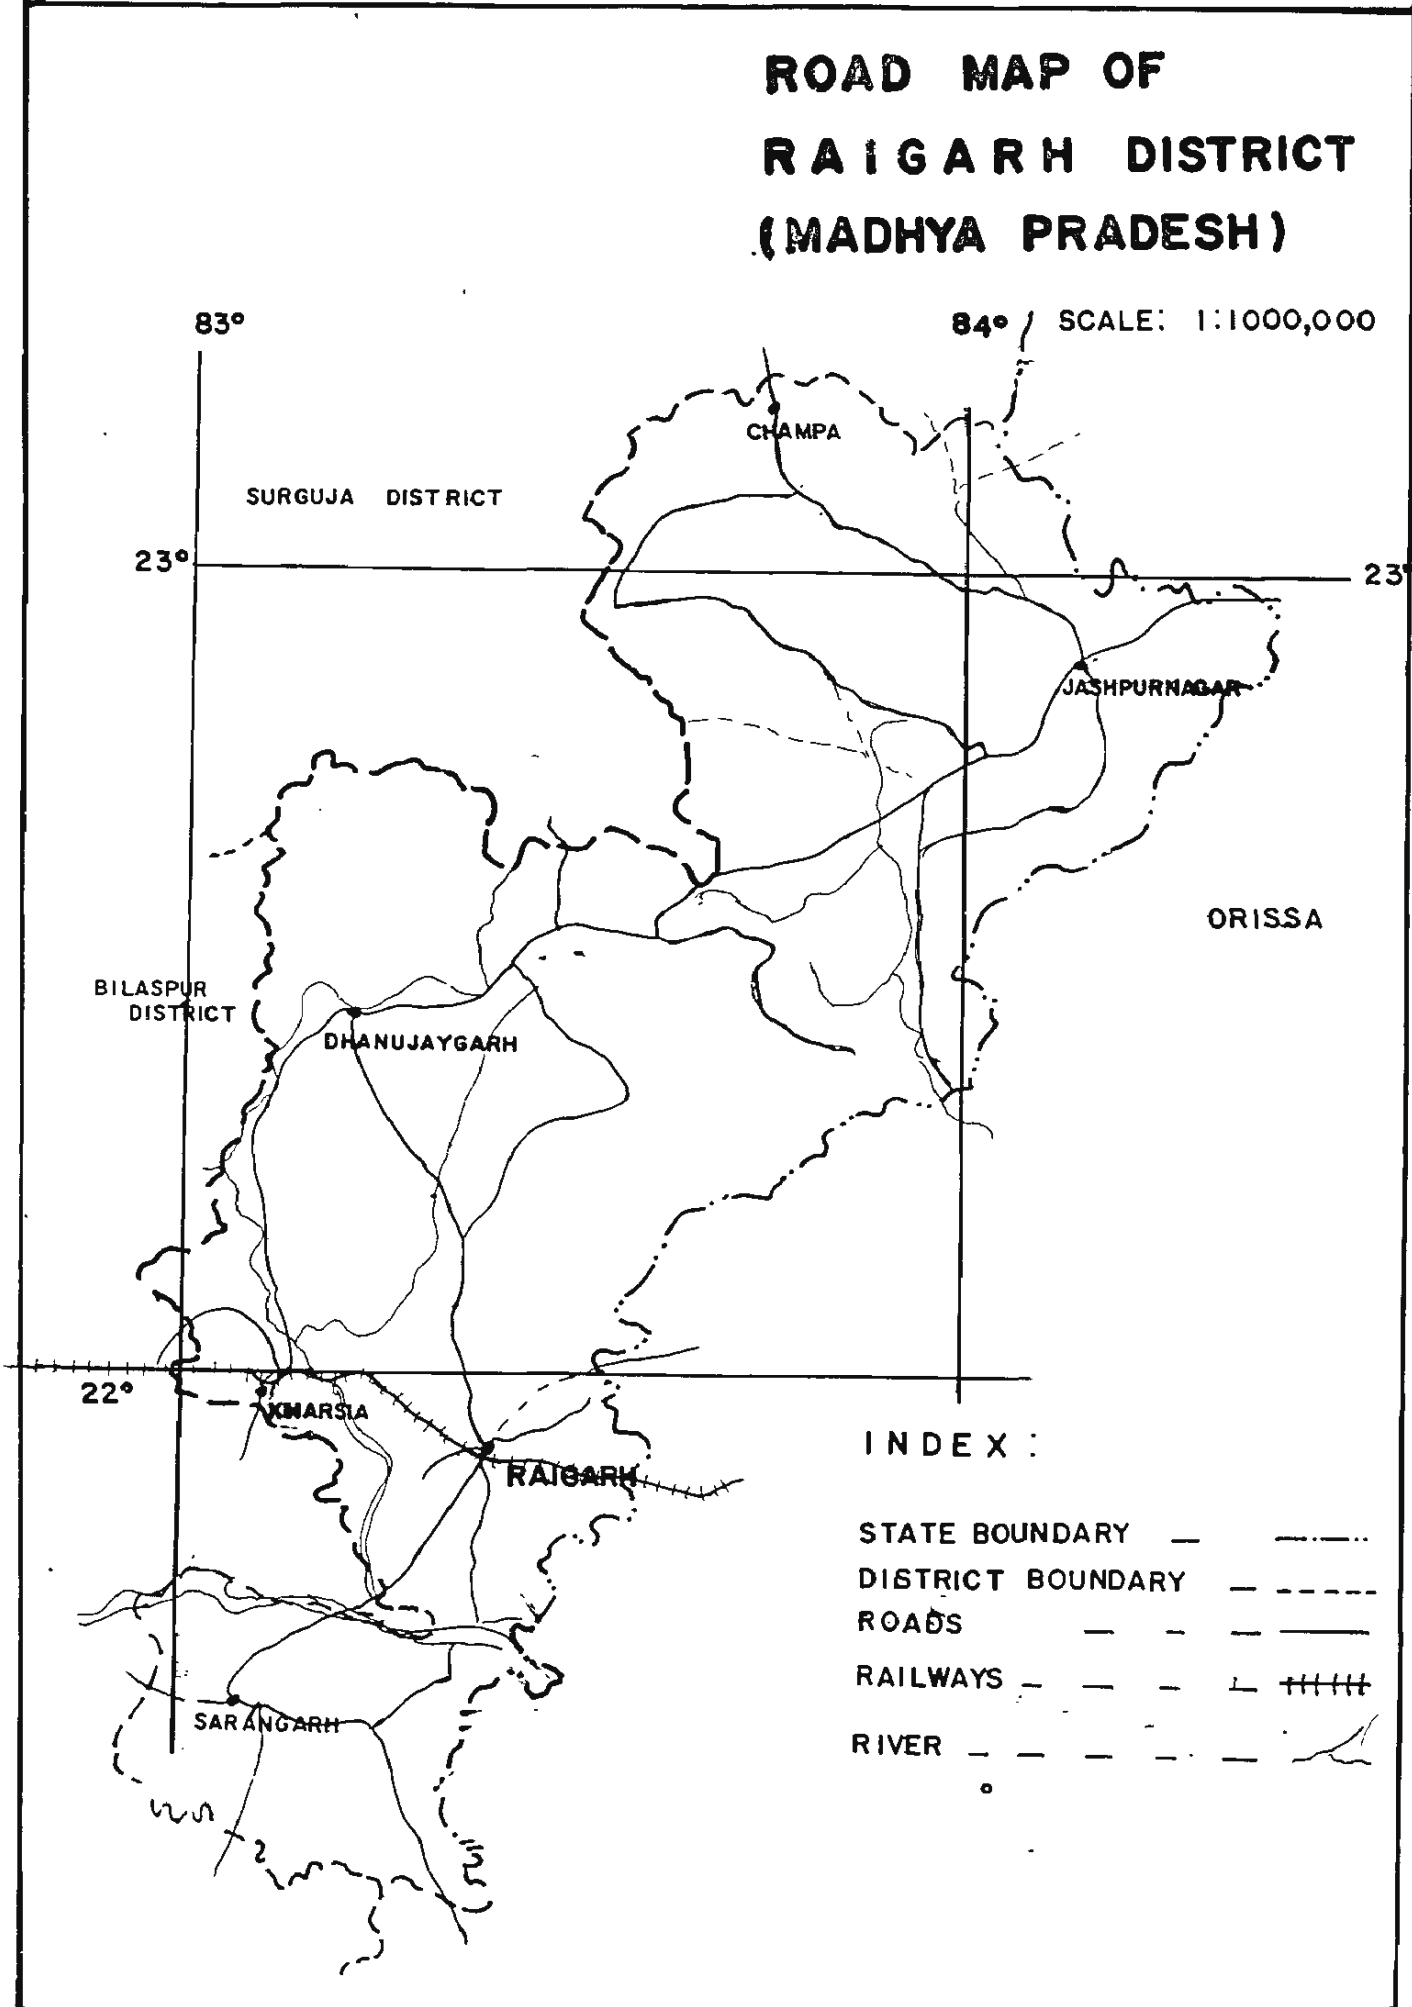 ROAD MAP OF
RAIGARH DISTRICT
(MADHYA PRADESH)
83°
84°
SCALE: 1:1000,000
CHAMPA
SURGUJA DISTRICT
23°
23°
JASHPURNAGAR
ORISSA
BILASPUR
DISTRICT
DHANUJAYGARH
22°
KHARSIA
RAIGARH
INDEX:
STATE BOUNDARY
DISTRICT BOUNDARY
ROADS
RAILWAYS
RIVER
SARANGARH